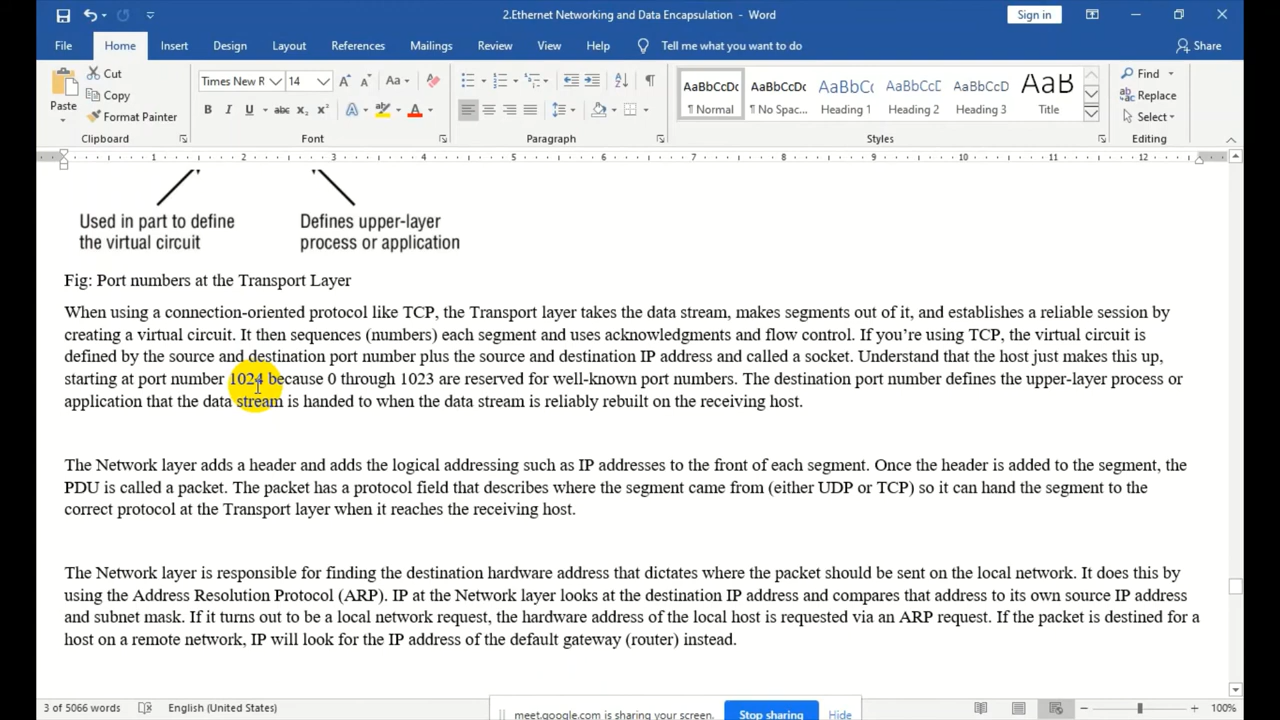 2.Ethernet Networking and Data Encapsulation - Word
Sign in
File Home Insert Design Layout References Mailings Review View Help Tell me what you want to do Share
Paste
Cut
Copy
Format Painter
Clipboard
Times New R 14
Font
Paragraph
AaBbCcDc AaBbCcDc AaBbCc AaBbCcD AaBbCcD AaB
¶ Normal ¶ No Spac... Heading 1 Heading 2 Heading 3 Title
Styles
Find
Replace
Select
Editing
1 2 3 4 5 6 7 8 9 10 11 12
Used in part to define
the virtual circuit
Defines upper-layer
process or application
Fig: Port numbers at the Transport Layer
When using a connection-oriented protocol like TCP, the Transport layer takes the data stream, makes segments out of it, and establishes a reliable session by
creating a virtual circuit. It then sequences (numbers) each segment and uses acknowledgments and flow control. If you’re using TCP, the virtual circuit is
defined by the source and destination port number plus the source and destination IP address and called a socket. Understand that the host just makes this up,
starting at port number 1024 because 0 through 1023 are reserved for well-known port numbers. The destination port number defines the upper-layer process or
application that the data stream is handed to when the data stream is reliably rebuilt on the receiving host.
The Network layer adds a header and adds the logical addressing such as IP addresses to the front of each segment. Once the header is added to the segment, the
PDU is called a packet. The packet has a protocol field that describes where the segment came from (either UDP or TCP) so it can hand the segment to the
correct protocol at the Transport layer when it reaches the receiving host.
The Network layer is responsible for finding the destination hardware address that dictates where the packet should be sent on the local network. It does this by
using the Address Resolution Protocol (ARP). IP at the Network layer looks at the destination IP address and compares that address to its own source IP address
and subnet mask. If it turns out to be a local network request, the hardware address of the local host is requested via an ARP request. If the packet is destined for a
host on a remote network, IP will look for the IP address of the default gateway (router) instead.
3 of 5066 words English (United States) 100%
meet.google.com is sharing your screen. Stop sharing Hide